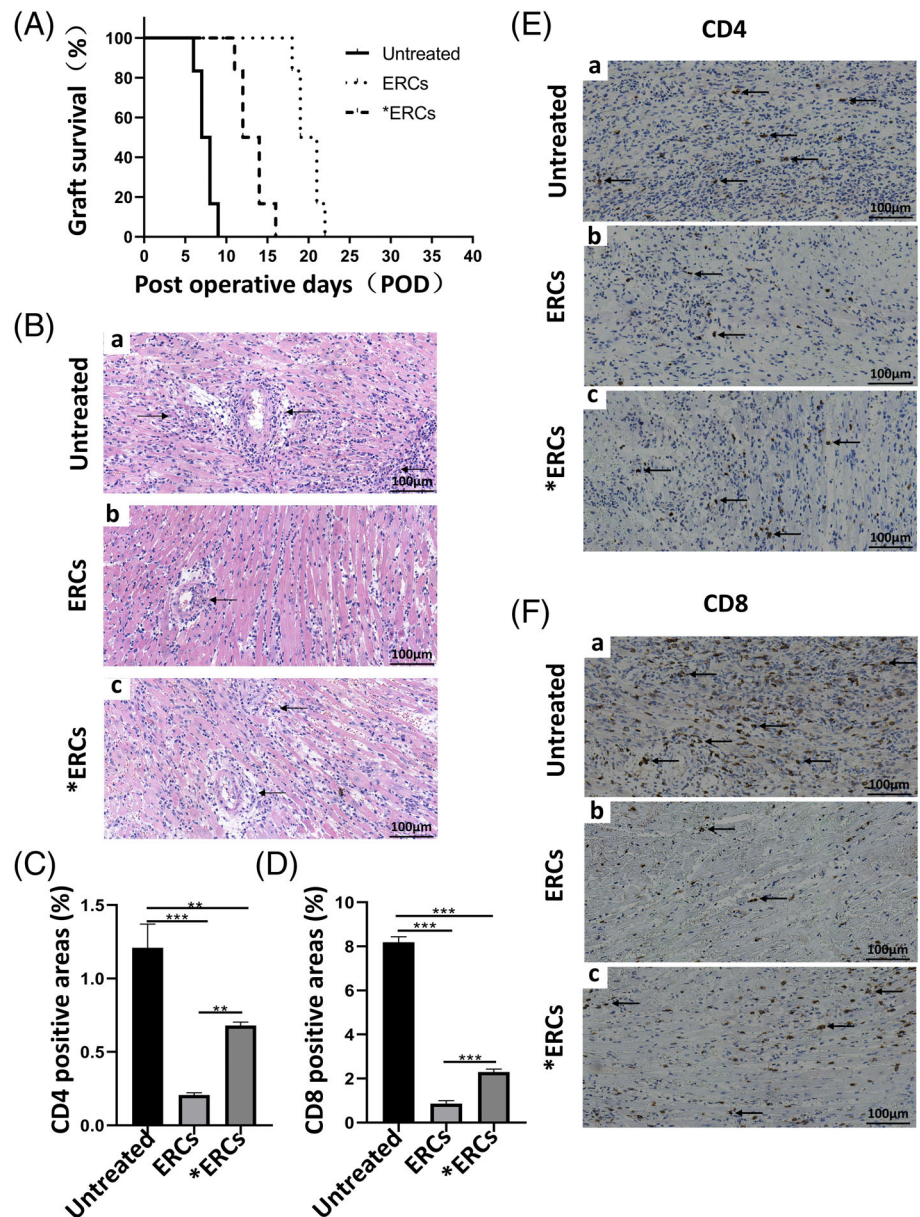 (A)
Graft survival (%)
100
80
60
40
20
0
0 5 10 15 20 25 30 35 40
Post operative days (POD)
Untreated
ERCs
*ERCs
(B)
a
Untreated
100μm
b
ERCs
100μm
c
*ERCs
100μm
(C)
CD4 positive areas (%)
1.5
1.0
0.5
0.0
**
***
**
Untreated
ERCs
*ERCs
(D)
CD8 positive areas (%)
10
8
6
4
2
0
***
***
***
Untreated
ERCs
*ERCs
(E)
CD4
a
Untreated
100μm
b
ERCs
100μm
c
*ERCs
100μm
(F)
CD8
a
Untreated
100μm
b
ERCs
100μm
c
*ERCs
100μm